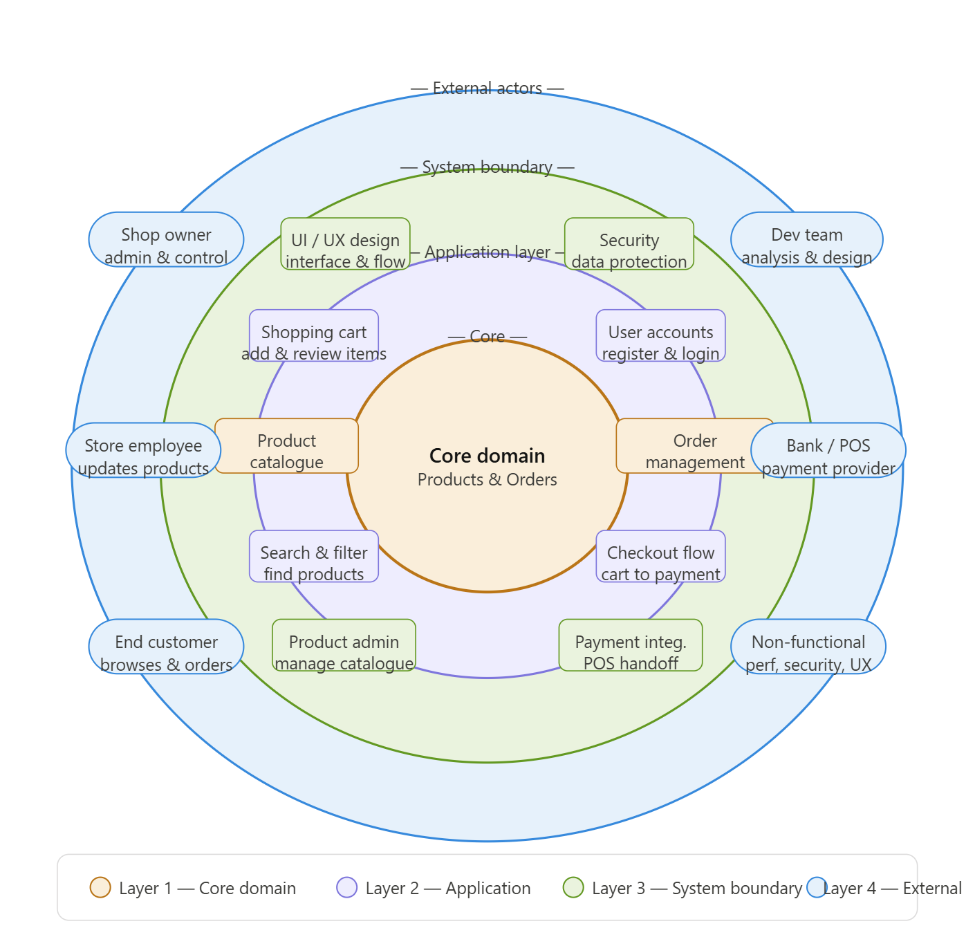 — External actors —
— System boundary —
Shop owner
admin & control
UI / UX design
interface & flow
— Application layer —
Security
data protection
Dev team
analysis & design
Shopping cart
add & review items
— Core —
User accounts
register & login
Store employee
updates products
Product
catalogue
Core domain
Products & Orders
Order
management
Bank / POS
payment provider
Search & filter
find products
Checkout flow
cart to payment
End customer
browses & orders
Product admin
manage catalogue
Payment integ.
POS handoff
Non-functional
perf, security, UX
Layer 1 — Core domain
Layer 2 — Application
Layer 3 — System boundary
Layer 4 — External